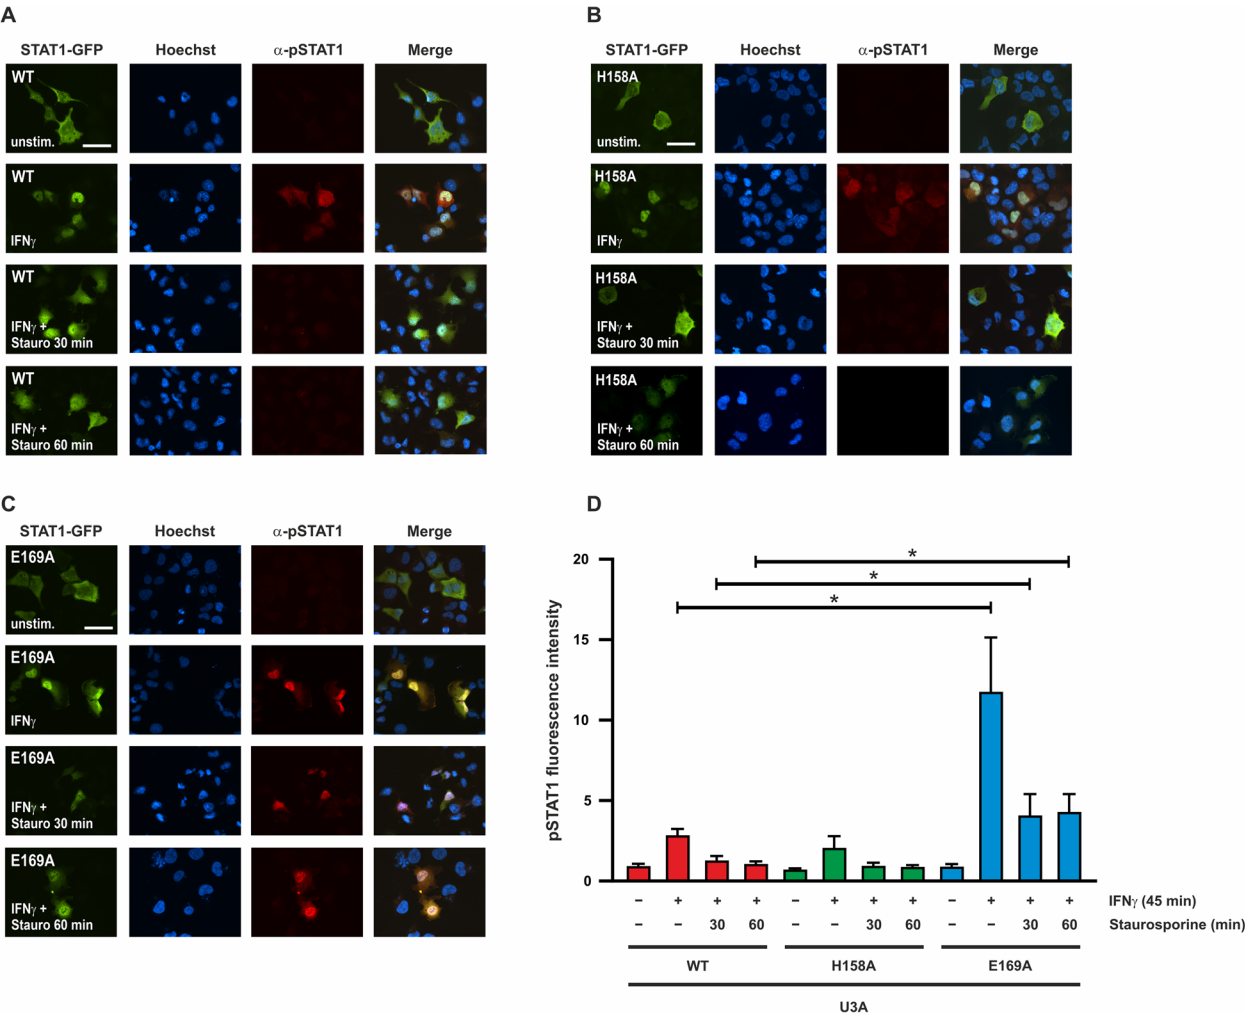 A
STAT1-GFP Hoechst α-pSTAT1 Merge
WT
unstim.
WT
IFNγ
WT
IFNγ +
Stauro 30 min
WT
IFNγ +
Stauro 60 min
B
STAT1-GFP Hoechst α-pSTAT1 Merge
H158A
unstim.
H158A
IFNγ
H158A
IFNγ +
Stauro 30 min
H158A
IFNγ +
Stauro 60 min
C
STAT1-GFP Hoechst α-pSTAT1 Merge
E169A
unstim.
E169A
IFNγ
E169A
IFNγ +
Stauro 30 min
E169A
IFNγ +
Stauro 60 min
D
pSTAT1 fluorescence intensity
20
15
10
5
0
*
*
*
– + + + – + + + – + + + IFNγ (45 min)
– – 30 60 – – 30 60 – – 30 60 Staurosporine (min)
WT H158A E169A
U3A